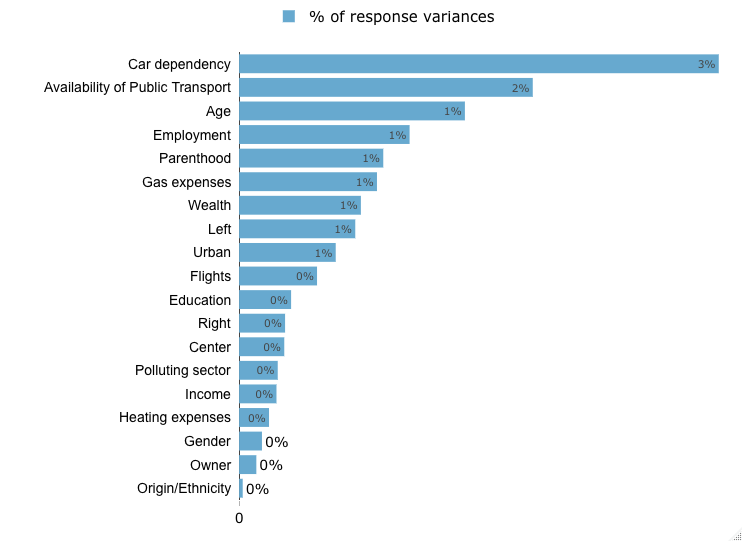 % of response variances
Car dependency 3%
Availability of Public Transport 2%
Age 1%
Employment 1%
Parenthood 1%
Gas expenses 1%
Wealth 1%
Left 1%
Urban 1%
Flights 0%
Education 0%
Right 0%
Center 0%
Polluting sector 0%
Income 0%
Heating expenses 0%
Gender 0%
Owner 0%
Origin/Ethnicity 0%
0